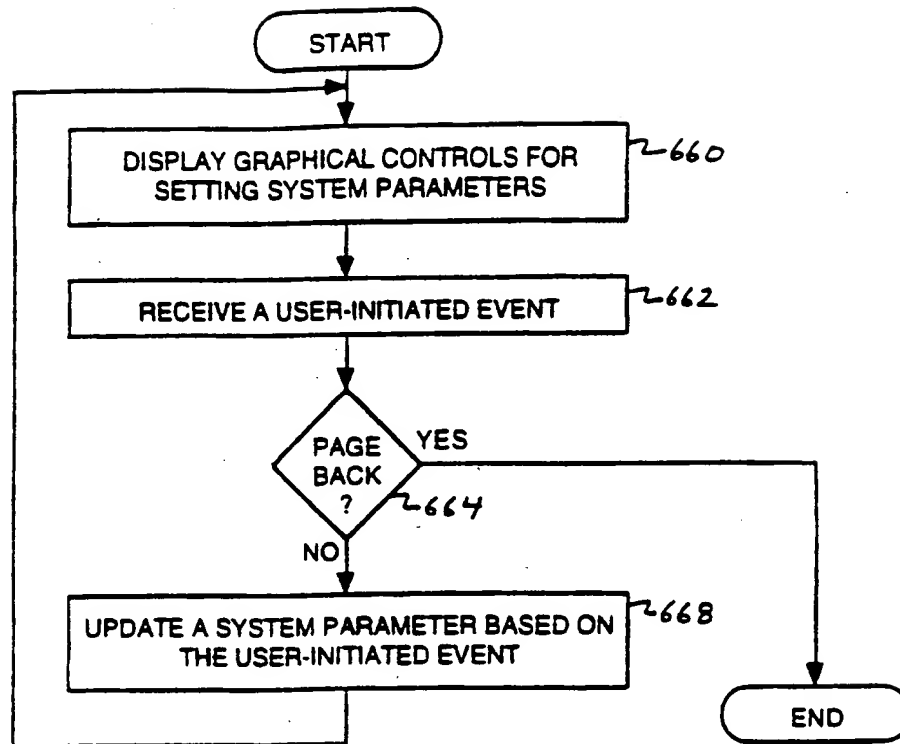 START
DISPLAY GRAPHICAL CONTROLS FOR
SETTING SYSTEM PARAMETERS
660
RECEIVE A USER-INITIATED EVENT
662
PAGE
BACK
?
YES
664
NO
UPDATE A SYSTEM PARAMETER BASED ON
THE USER-INITIATED EVENT
668
END